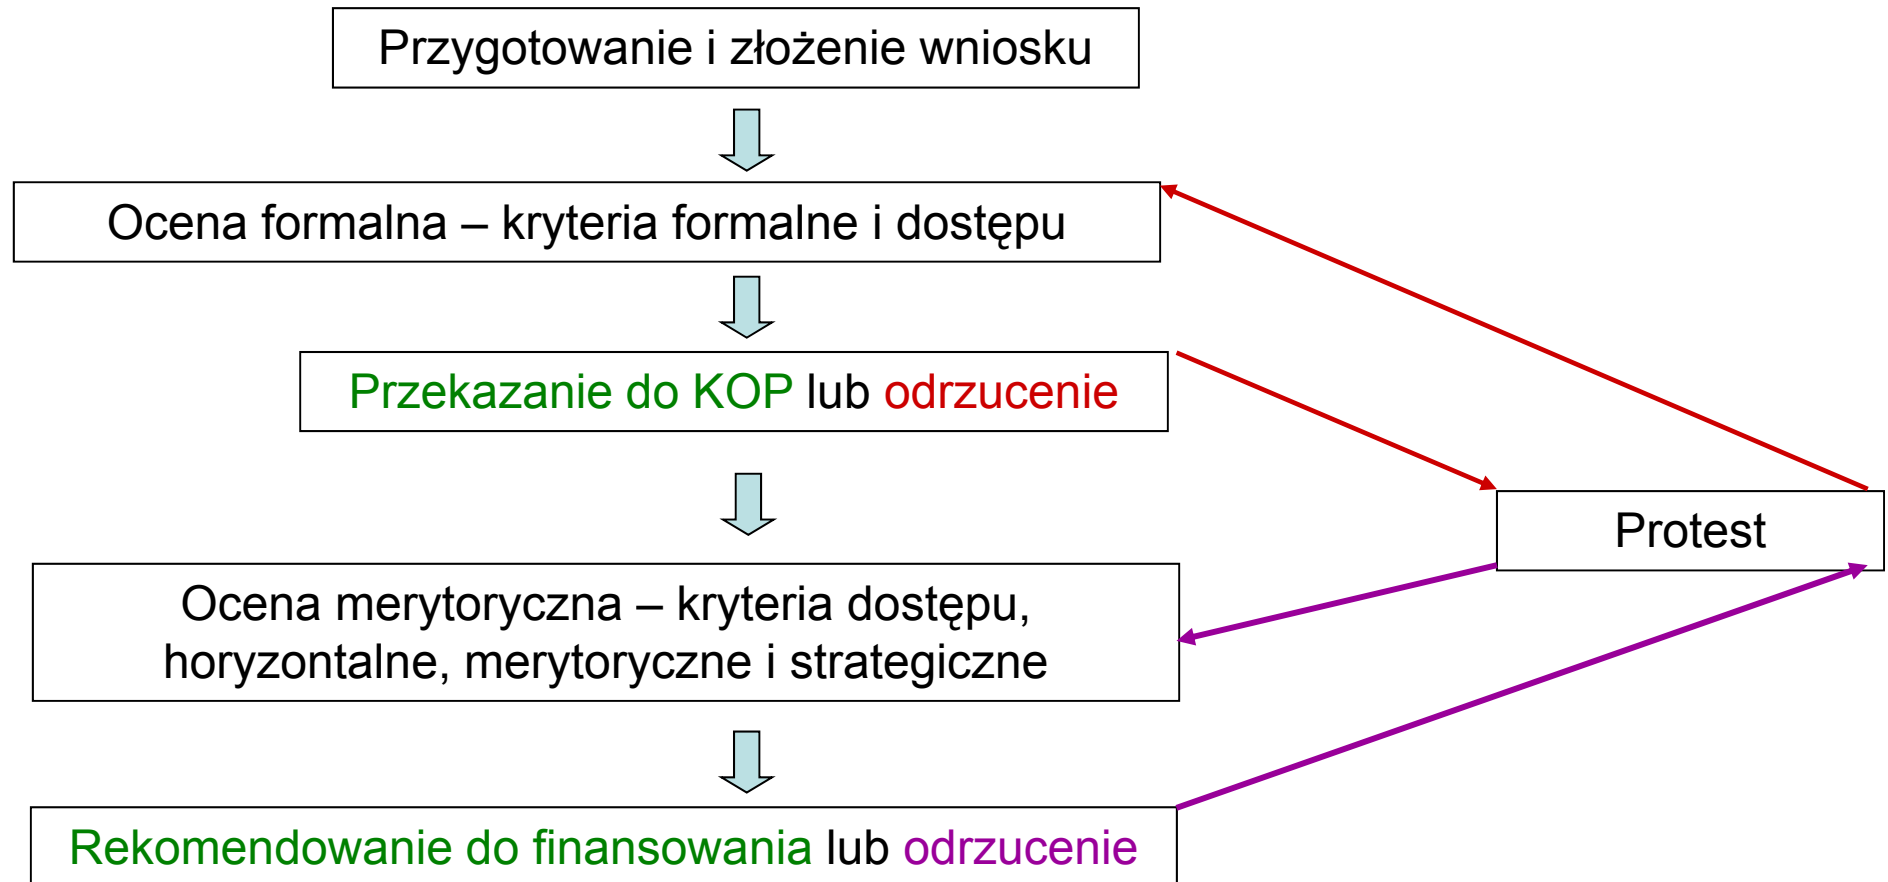 Przygotowanie i złożenie wniosku
Ocena formalna – kryteria formalne i dostępu
Przekazanie do KOP lub odrzucenie
Protest
Ocena merytoryczna – kryteria dostępu,
horyzontalne, merytoryczne i strategiczne
Rekomendowanie do finansowania lub odrzucenie